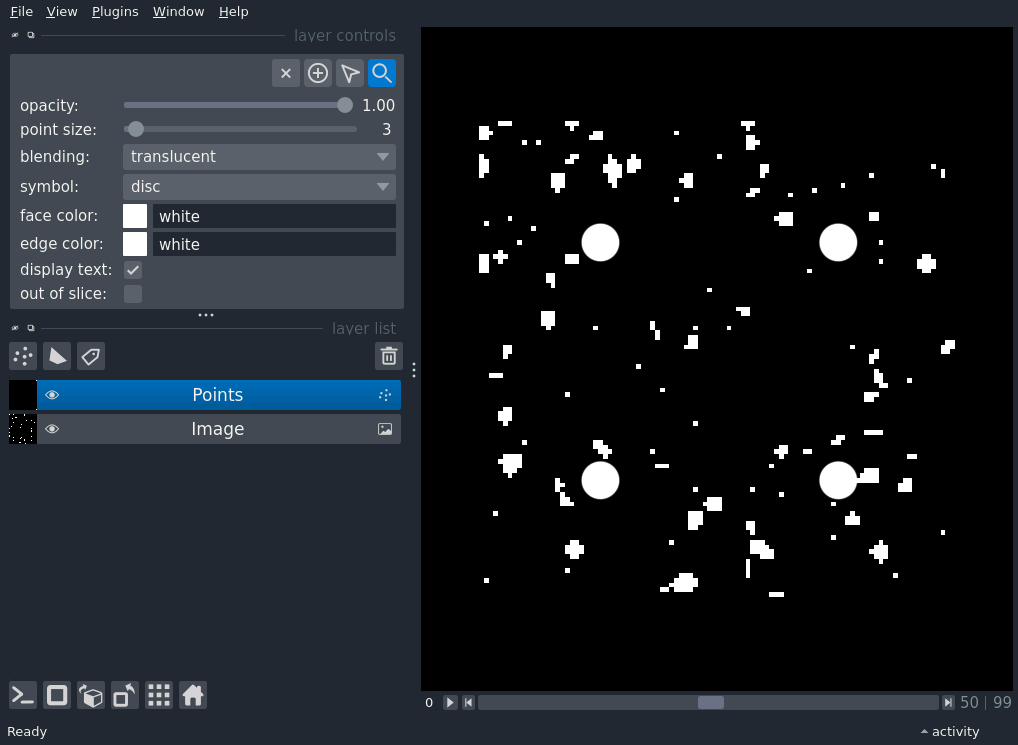 File View Plugins Window Help
layer controls
opacity: 1.00
point size: 3
blending: translucent
symbol: disc
face color: white
edge color: white
display text:
out of slice:
layer list
Points
Image
0 50 | 99
Ready activity